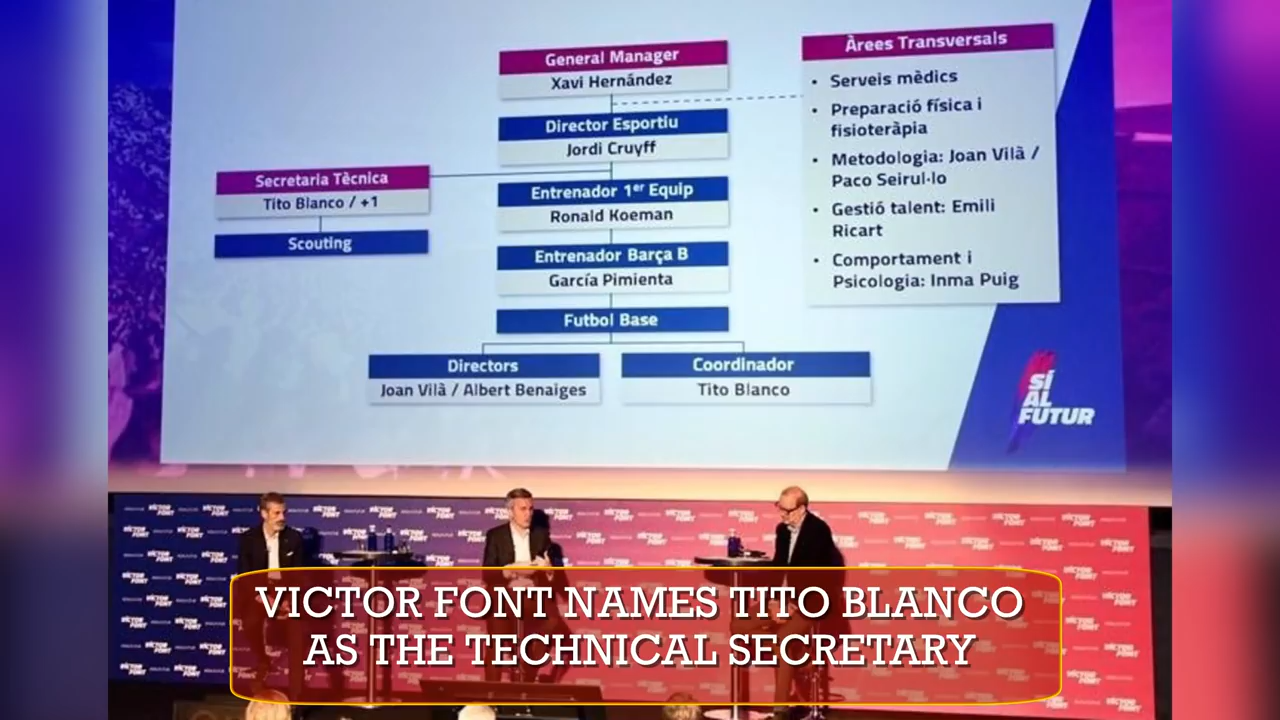 General Manager
Xavi Hernández
Director Esportiu
Jordi Cruyff
Secretaria Tècnica
Tito Blanco / +1
Scouting
Entrenador 1er Equip
Ronald Koeman
Entrenador Barça B
García Pimienta
Futbol Base
Directors
Joan Vilà / Albert Benaiges
Coordinador
Tito Blanco
Àrees Transversals
• Serveis mèdics
• Preparació física i
fisioteràpia
• Metodologia: Joan Vilà /
Paco Seirul·lo
• Gestió talent: Emili
Ricart
• Comportament i
Psicologia: Inma Puig
SÍ
AL
FUTUR
VÍCTOR
FONT
VICTOR FONT NAMES TITO BLANCO
AS THE TECHNICAL SECRETARY